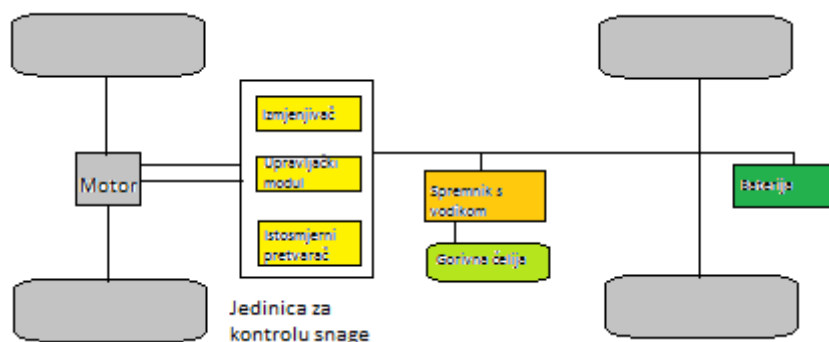 Izmjenjivač
Upravljački
modul
Motor
Istosmjerni
pretvarač
Spremnik s
vodikom
Baterija
Gorivna ćelija
Jedinica za
kontrolu snage